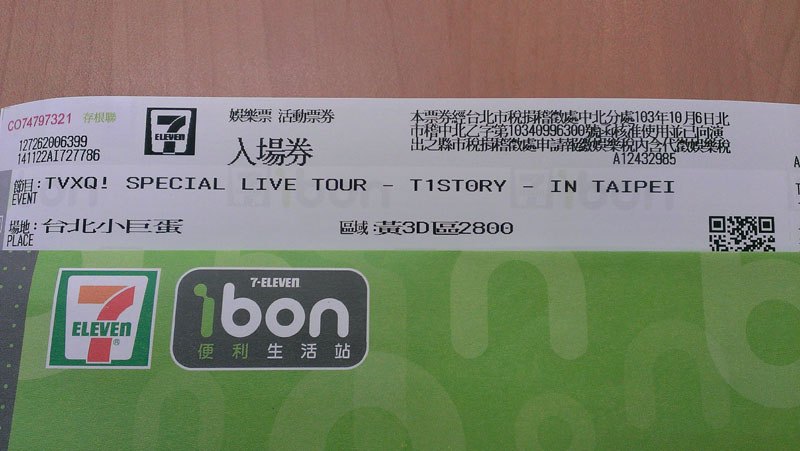 CO74797321 存根聯
127262006399
141122AI727786
7
ELEVEN
娛樂票 活動票券
入場券
本票券經台北市稅捐稽徵處中北分處103年10月6日北
市稽中北乙字第10340996300號函核准使用並已向演
出之縣市稅捐稽徵處申請報徵娛樂稅內含代徵娛樂稅
A12432985
節目:TVXQ! SPECIAL LIVE TOUR - T1ST0RY - IN TAIPEI
EVENT
場地:台北小巨蛋
PLACE
區域:黃3D區2800
7
ELEVEN
®
7-ELEVEN
ibon
便利生活站